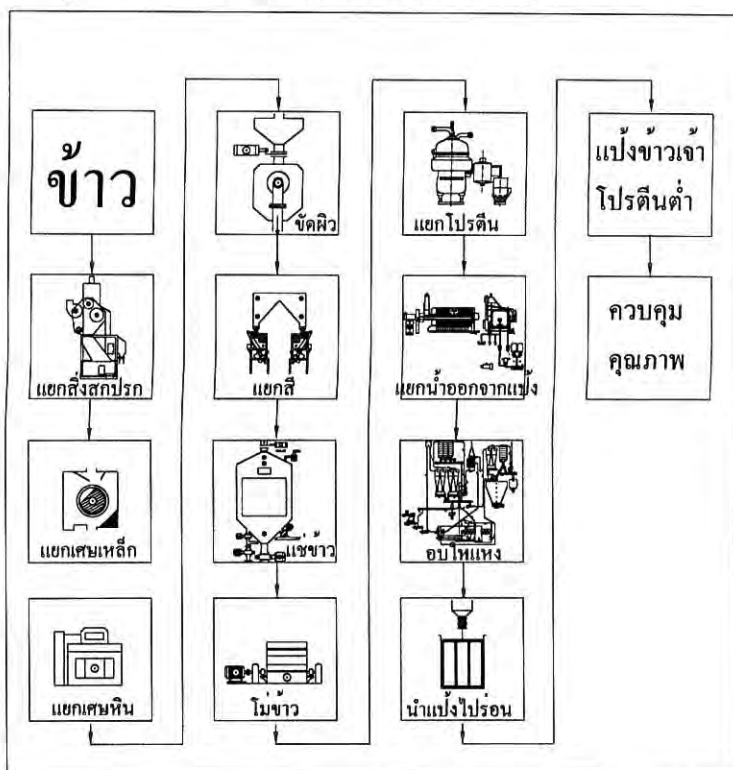 ข้าว
แยกสิ่งสกปรก
แยกเศษเหล็ก
แยกเศษหิน
ขัดผิว
แยกสี
แช่ข้าว
โม่ข้าว
แยกโปรตีน
แยกน้ำออกจากแป้ง
อบให้แห้ง
นำแป้งไปร่อน
แป้งข้าวเจ้า
โปรตีนต่ำ
ควบคุม
คุณภาพ